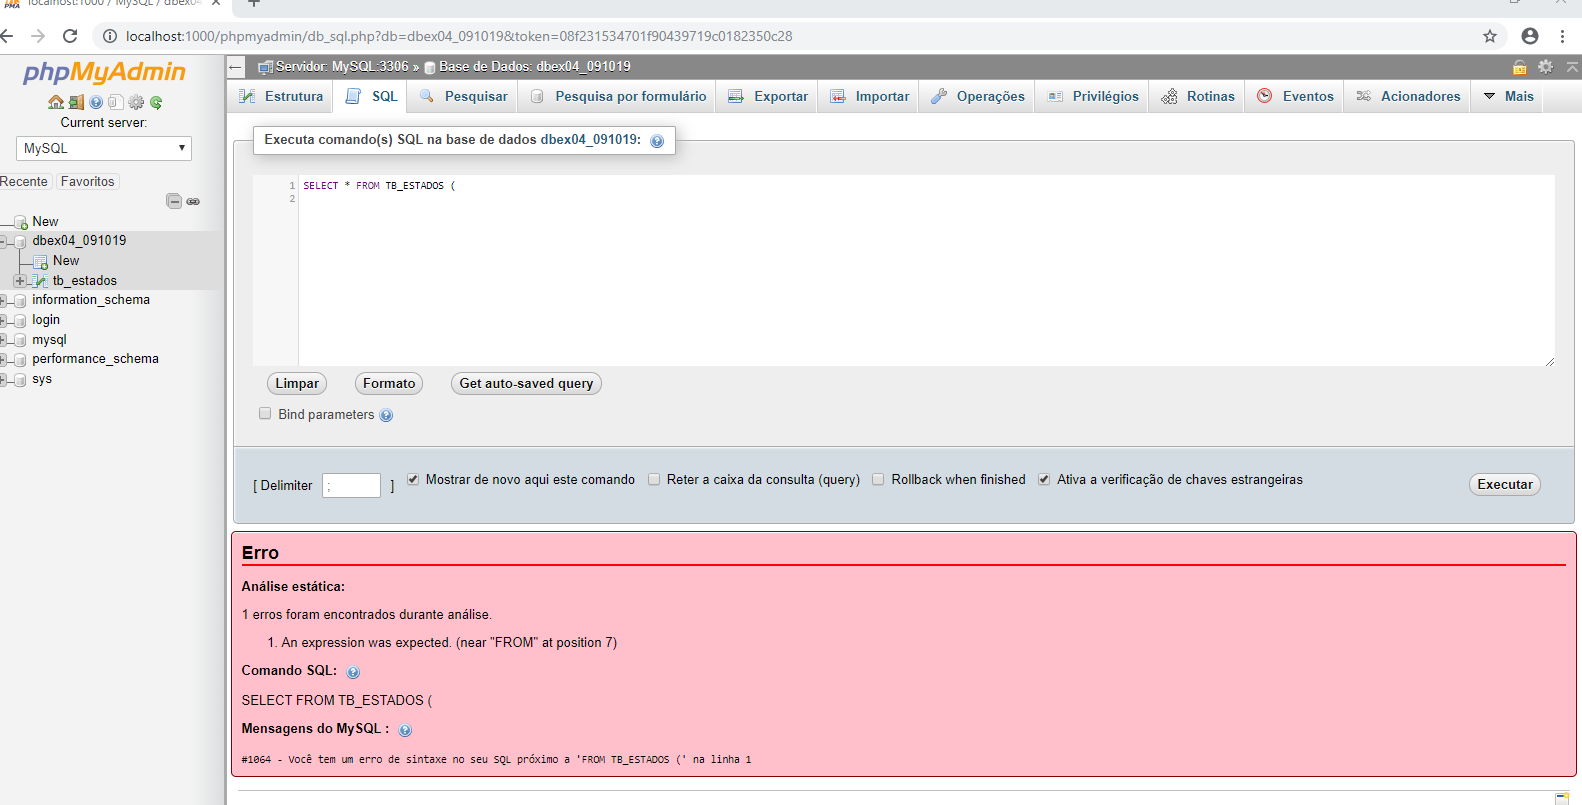 localhost:1000 / MySQL / dbex04
localhost:1000/phpmyadmin/db_sql.php?db=dbex04_091019&token=08f231534701f90439719c0182350c28
phpMyAdmin
Current server:
MySQL
Recente Favoritos
New
dbex04_091019
New
tb_estados
information_schema
login
mysql
performance_schema
sys
Servidor: MySQL:3306 » Base de Dados: dbex04_091019
Estrutura SQL Pesquisar Pesquisa por formulário Exportar Importar Operações Privilégios Rotinas Eventos Acionadores Mais
Executa comando(s) SQL na base de dados dbex04_091019:
1 SELECT * FROM TB_ESTADOS (
2
Limpar Formato Get auto-saved query
Bind parameters
[ Delimiter ; ] Mostrar de novo aqui este comando Reter a caixa da consulta (query) Rollback when finished Ativa a verificação de chaves estrangeiras Executar
Erro
Análise estática:
1 erros foram encontrados durante análise.
1. An expression was expected. (near "FROM" at position 7)
Comando SQL:
SELECT FROM TB_ESTADOS (
Mensagens do MySQL :
#1064 - Você tem um erro de sintaxe no seu SQL próximo a 'FROM TB_ESTADOS (' na linha 1